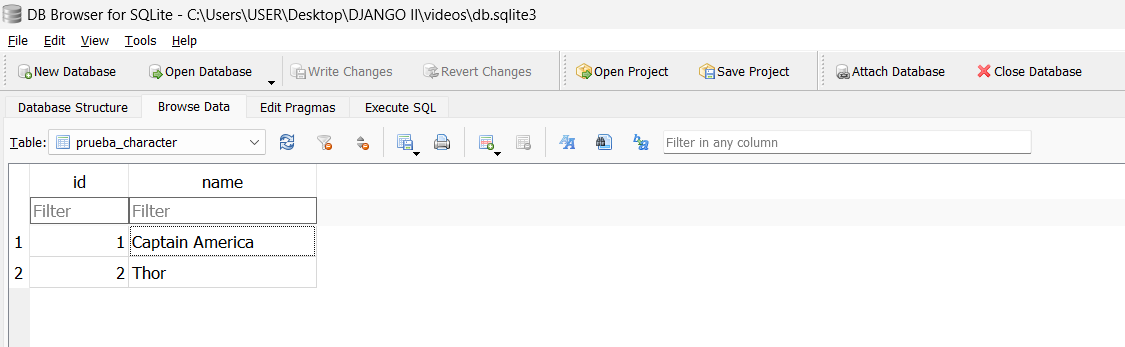 DB Browser for SQLite - C:\Users\USER\Desktop\DJANGO II\videos\db.sqlite3
File Edit View Tools Help
New Database Open Database Write Changes Revert Changes Open Project Save Project Attach Database Close Database
Database Structure Browse Data Edit Pragmas Execute SQL
Table: prueba_character Filter in any column
id name
Filter Filter
1 1 Captain America
2 2 Thor